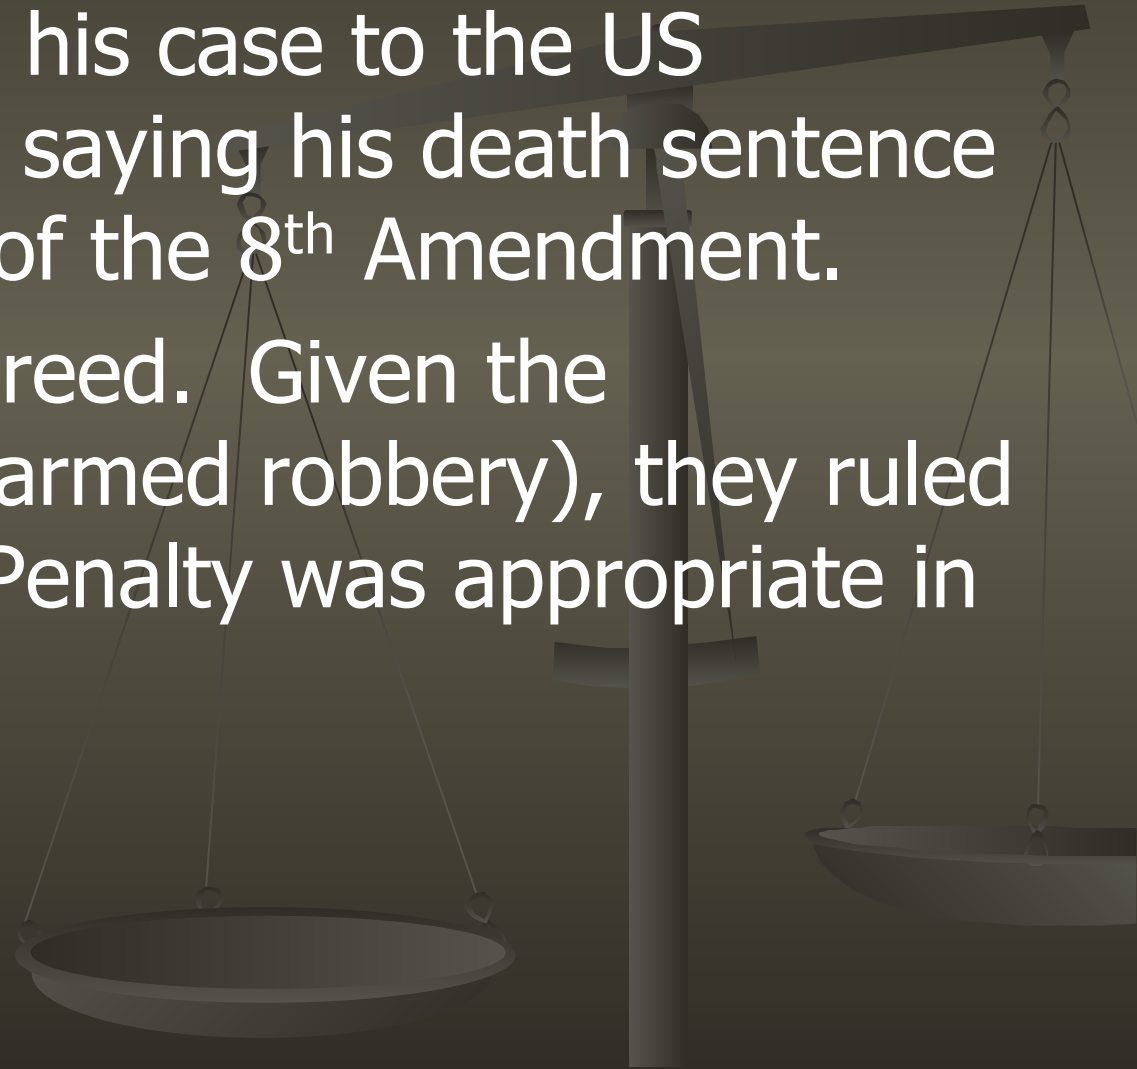 his case to the US
saying his death sentence
of the 8th Amendment.
reed. Given the
armed robbery), they ruled
Penalty was appropriate in